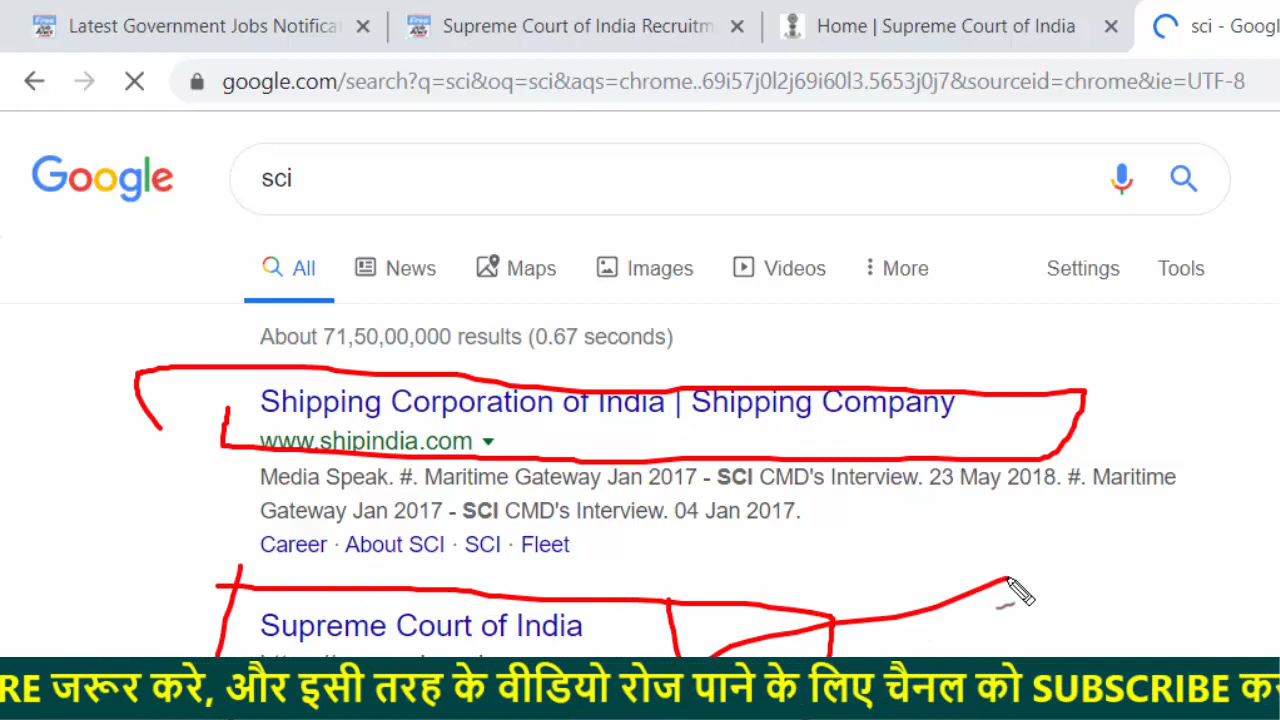 Latest Government Jobs Notificat
Supreme Court of India Recruitm
Home | Supreme Court of India
sci - Googl
google.com/search?q=sci&oq=sci&aqs=chrome..69i57j0l2j69i60l3.5653j0j7&sourceid=chrome&ie=UTF-8
Google
sci
All
News
Maps
Images
Videos
More
Settings
Tools
About 71,50,00,000 results (0.67 seconds)
Shipping Corporation of India | Shipping Company
www.shipindia.com
Media Speak. #. Maritime Gateway Jan 2017 - SCI CMD's Interview. 23 May 2018. #. Maritime
Gateway Jan 2017 - SCI CMD's Interview. 04 Jan 2017.
Career · About SCI · SCI · Fleet
Supreme Court of India
RE जरूर करे, और इसी तरह के वीडियो रोज पाने के लिए चैनल को SUBSCRIBE कर